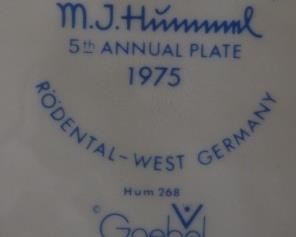 M.J. Hummel
5th ANNUAL PLATE
1975
RÖDENTAL-WEST GERMANY
Hum 268
© Goebel